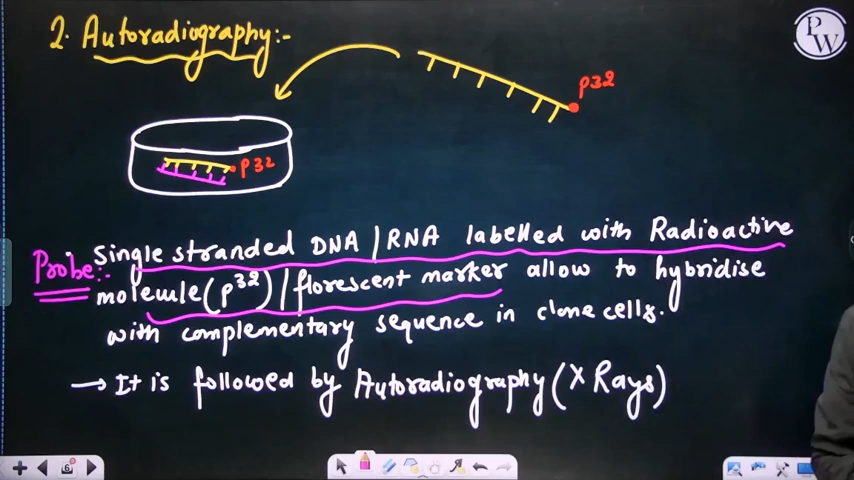 2. Autoradiography:-
P32
P32
Probe:-
Single stranded DNA/RNA labelled with Radioactive
molecule(P³²)/florescent marker allow to hybridise
with complementary sequence in clone cells.
→ It is followed by Autoradiography (X Rays)
PW